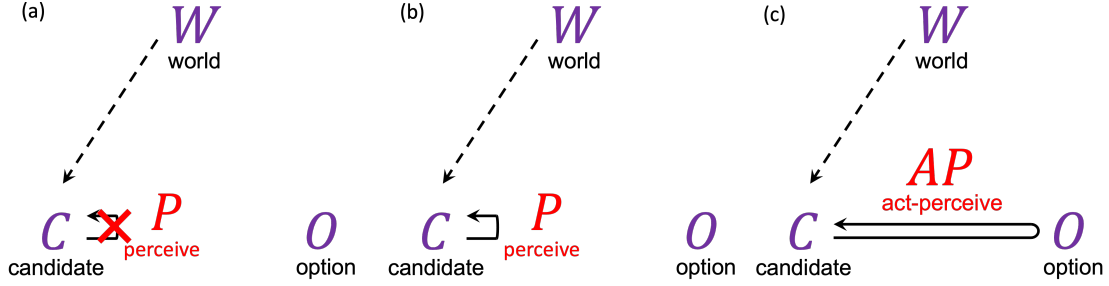 (a)
W
world
C
candidate
P
perceive
O
option
(b)
W
world
C
candidate
P
perceive
O
option
(c)
W
world
AP
act-perceive
C
candidate
O
option